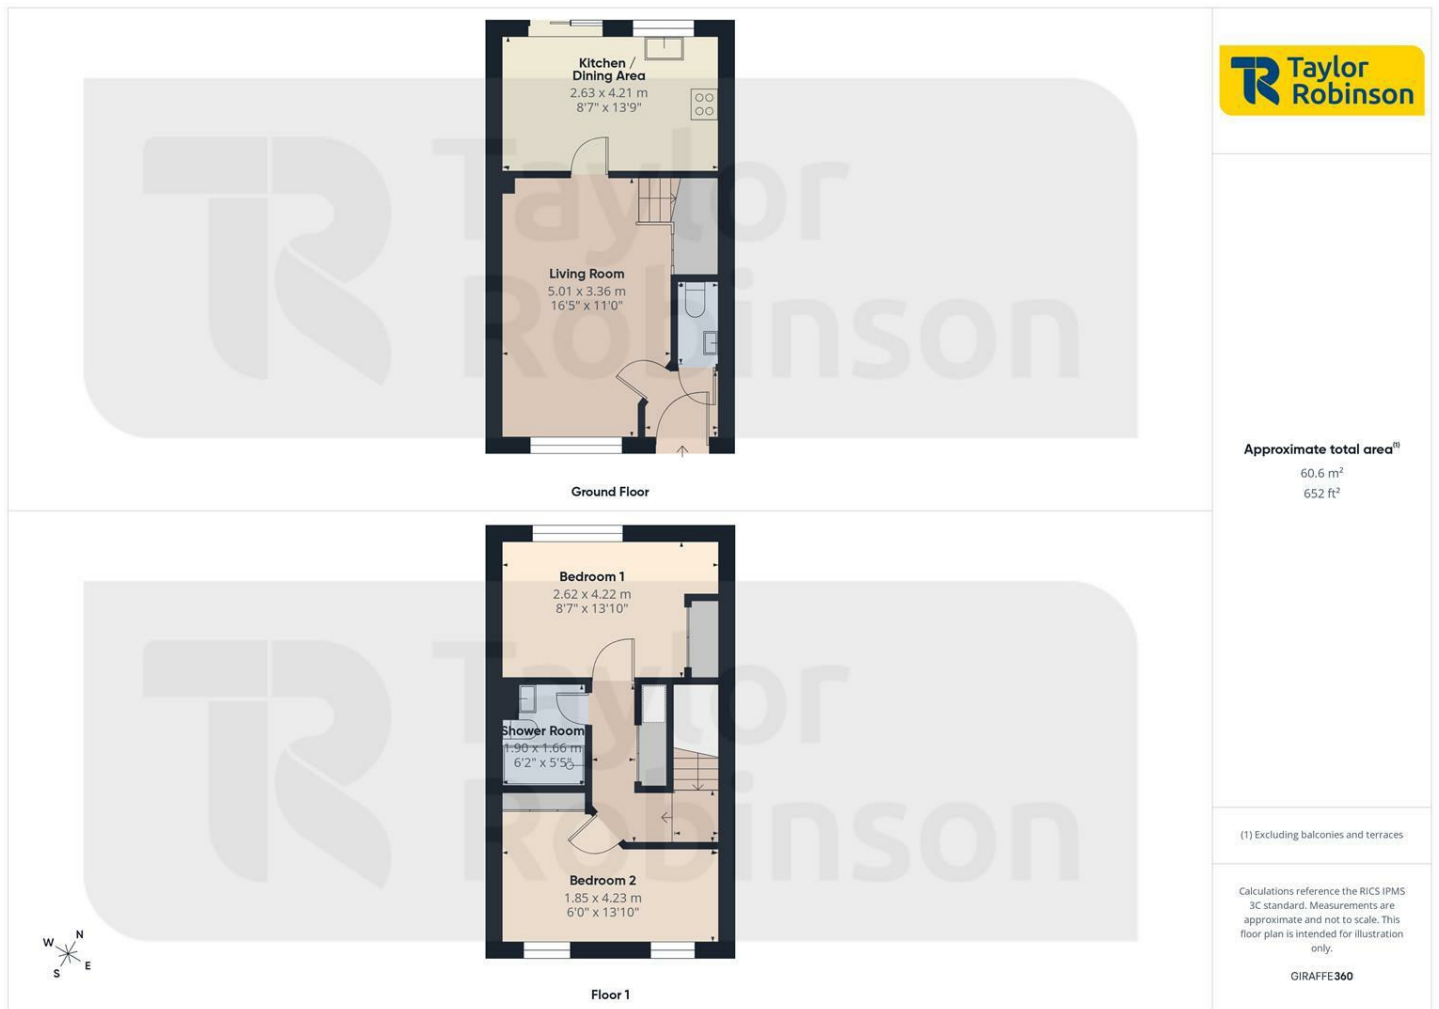 Kitchen /
Dining Area
2.63 x 4.21 m
8'7" x 13'9"
Living Room
5.01 x 3.36 m
16'5" x 11'0"
Ground Floor
Bedroom 1
2.62 x 4.22 m
8'7" x 13'10"
Shower Room
1.90 x 1.66 m
6'2" x 5'5"
Bedroom 2
1.85 x 4.23 m
6'0" x 13'10"
Floor 1
N
W
E
S
Taylor
Robinson
Taylor
Robinson
Taylor
Robinson
Approximate total area(1)
60.6 m²
652 ft²
(1) Excluding balconies and terraces
Calculations reference the RICS IPMS
3C standard. Measurements are
approximate and not to scale. This
floor plan is intended for illustration
only.
GIRAFFE360